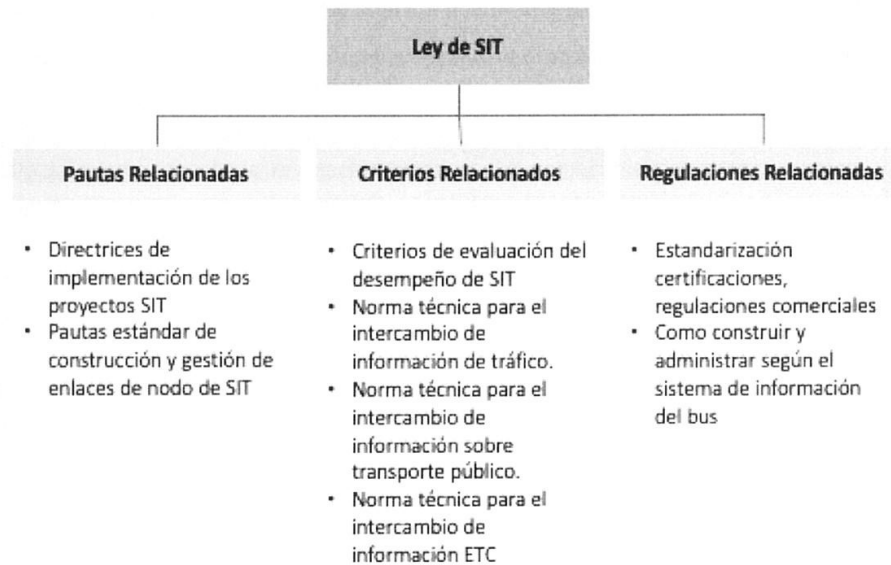 Ley de SIT
Pautas Relacionadas
Criterios Relacionados
Regulaciones Relacionadas
• Directrices de
implementación de los
proyectos SIT
• Pautas estándar de
construcción y gestión de
enlaces de nodo de SIT
• Criterios de evaluación del
desempeño de SIT
• Norma técnica para el
intercambio de
información de tráfico.
• Norma técnica para el
intercambio de
información sobre
transporte público.
• Norma técnica para el
intercambio de
información ETC
• Estandarización
certificaciones,
regulaciones comerciales
• Como construir y
administrar según el
sistema de información
del bus